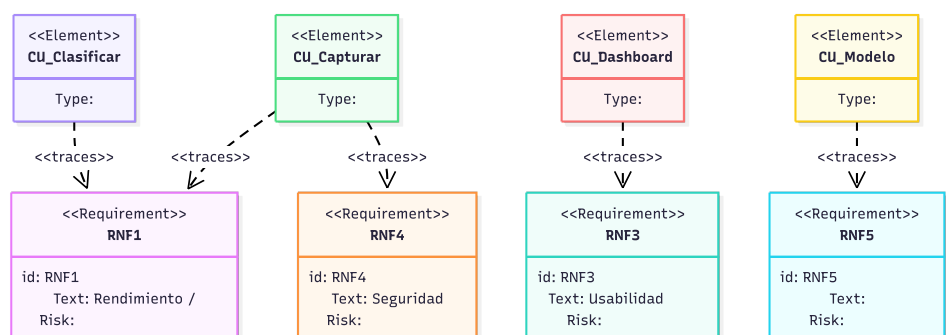 <<Element>>
CU_Clasificar
Type:
<<Element>>
CU_Capturar
Type:
<<Element>>
CU_Dashboard
Type:
<<Element>>
CU_Modelo
Type:
<<traces>>
<<traces>>
<<traces>>
<<traces>>
<<traces>>
<<Requirement>>
RNF1
id: RNF1
Text: Rendimiento /
Risk:
<<Requirement>>
RNF4
id: RNF4
Text: Seguridad
Risk:
<<Requirement>>
RNF3
id: RNF3
Text: Usabilidad
Risk:
<<Requirement>>
RNF5
id: RNF5
Text:
Risk: